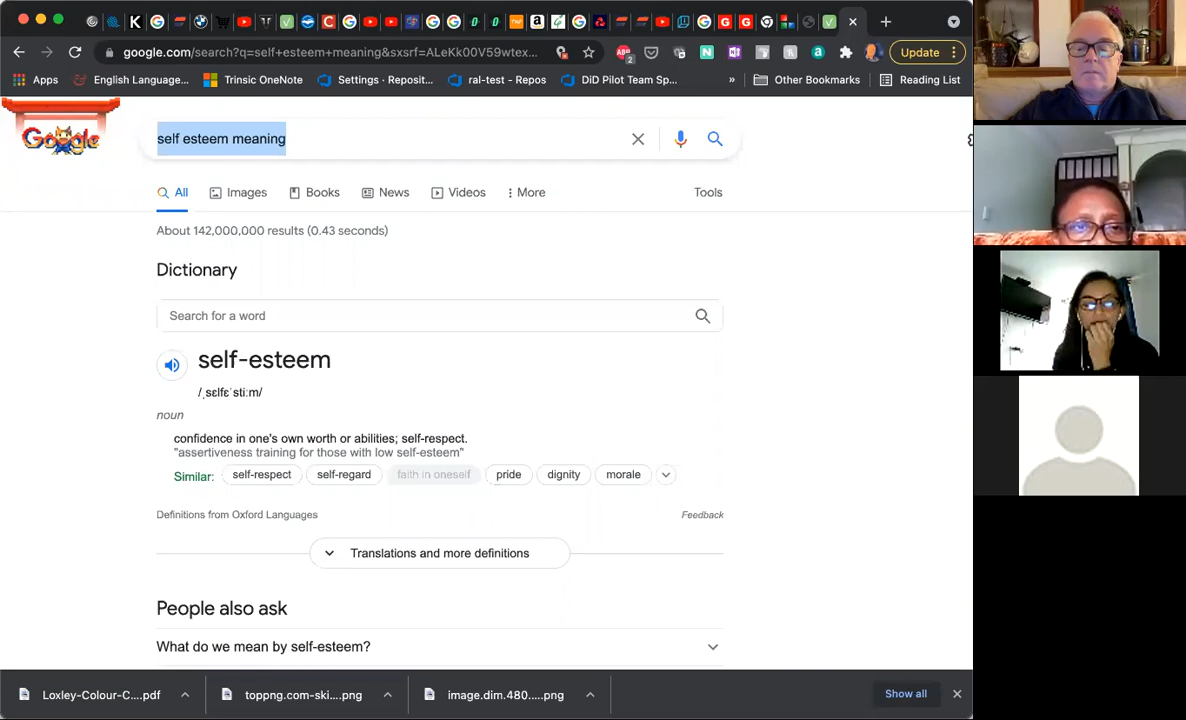 K
C
google.com/search?q=self+esteem+meaning&sxsrf=ALeKk00V59wtex...
2
N
a
Update
Apps
English Language...
Trinsic OneNote
Settings · Reposit...
ral-test - Repos
DiD Pilot Team Sp...
»
Other Bookmarks
Reading List
Google
self esteem meaning
All
Images
Books
News
Videos
More
Tools
About 142,000,000 results (0.43 seconds)
Dictionary
Search for a word
self-esteem
/ˌsɛlfɛˈstiːm/
noun
confidence in one's own worth or abilities; self-respect.
"assertiveness training for those with low self-esteem"
Similar:
self-respect
self-regard
faith in oneself
pride
dignity
morale
Definitions from Oxford Languages
Feedback
Translations and more definitions
People also ask
What do we mean by self-esteem?
Loxley-Colour-C....pdf
toppng.com-ski....png
image.dim.480.....png
Show all